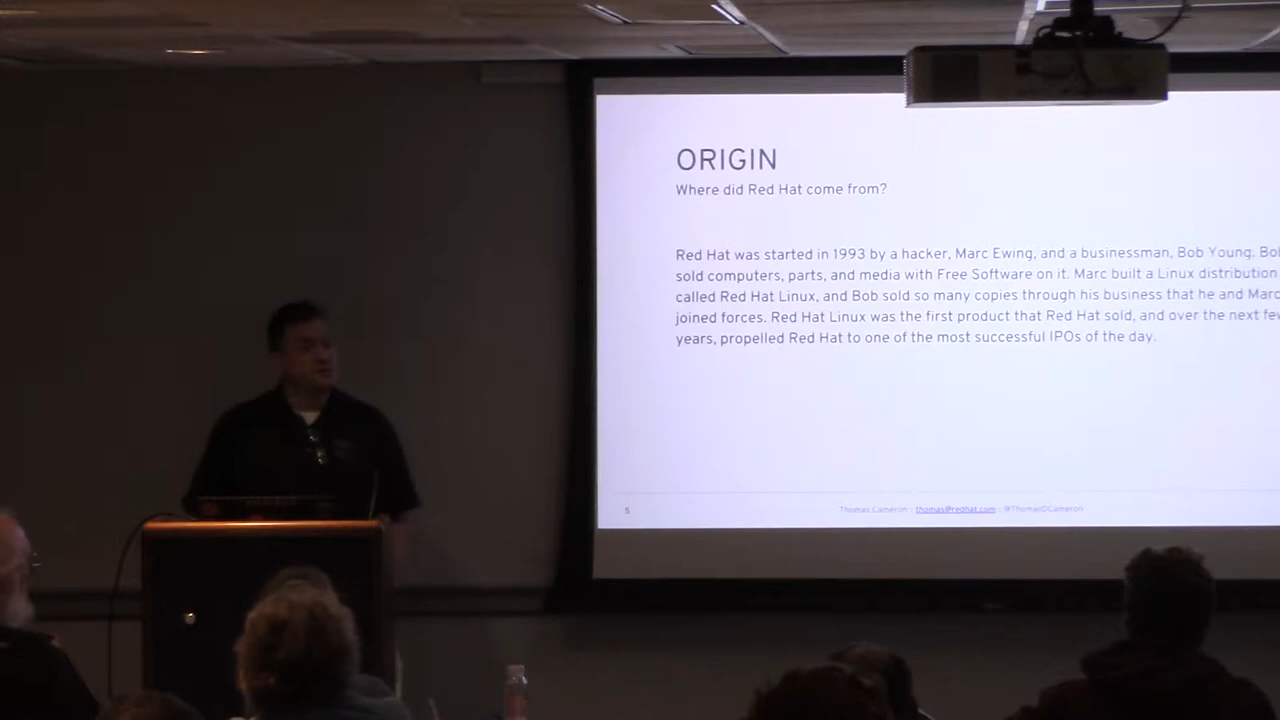 ORIGIN
Where did Red Hat come from?
Red Hat was started in 1993 by a hacker, Marc Ewing, and a businessman, Bob Young.
sold computers, parts, and media with Free Software on it. Marc built a Linux distribution
called Red Hat Linux, and Bob sold so many copies through his business that he and Marc
joined forces. Red Hat Linux was the first product that Red Hat sold, and over the next few
years, propelled Red Hat to one of the most successful IPOs of the day.
5
Thomas Cameron : thomas@redhat.com : @ThomasDCameron